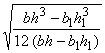 √((bh³ − b₁h₁³) / (12 (bh − b₁h₁)))